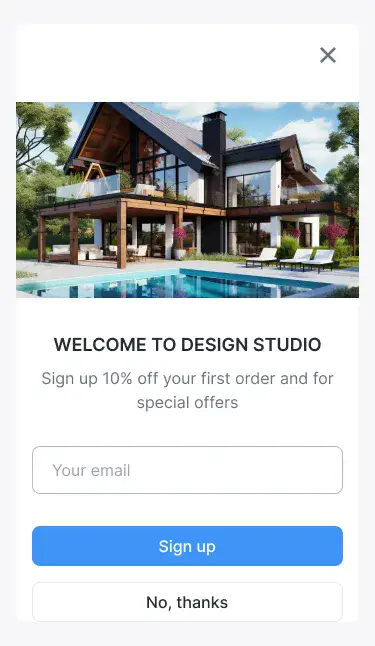 WELCOME TO DESIGN STUDIO
Sign up 10% off your first order and for
special offers
Your email
Sign up
No, thanks